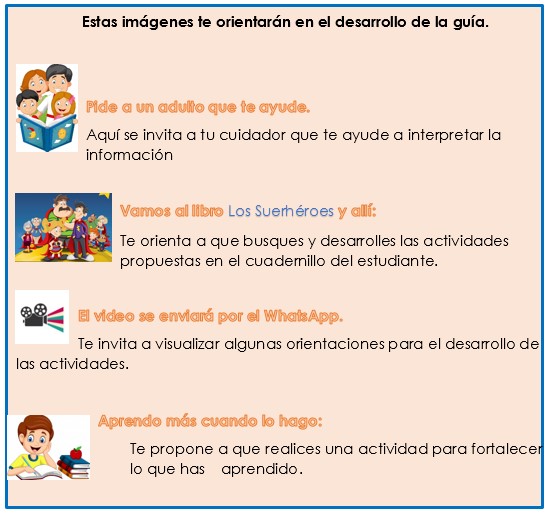 Estas imágenes te orientarán en el desarrollo de la guía.
Pide a un adulto que te ayude.
Aquí se invita a tu cuidador que te ayude a interpretar la
información
Vamos al libro Los Suerhéroes y allí:
Te orienta a que busques y desarrolles las actividades
propuestas en el cuadernillo del estudiante.
El video se enviará por el WhatsApp.
Te invita a visualizar algunas orientaciones para el desarrollo de
las actividades.
Aprendo más cuando lo hago:
Te propone a que realices una actividad para fortalecer
lo que has aprendido.